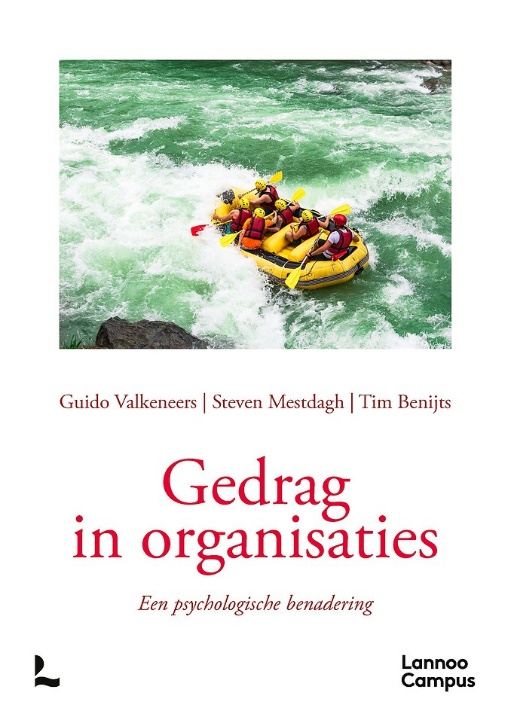 Guido Valkeneers | Steven Mestdagh | Tim Benijts
Gedrag
in organisaties
Een psychologische benadering
Lannoo
Campus